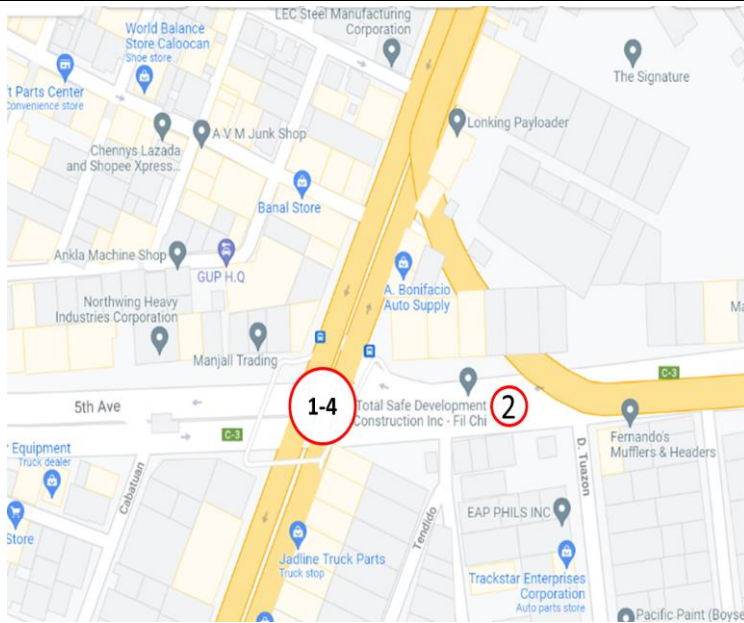 LEC Steel Manufacturing
Corporation
World Balance
Store Caloocan
Shoe store
The Signature
t Parts Center
Convenience store
Lonking Payloader
A V M Junk Shop
Chennys Lazada
and Shopee Xpress...
Banal Store
Ankla Machine Shop
GUP H.Q
A. Bonifacio
Auto Supply
Northwing Heavy
Industries Corporation
Ma
Manjall Trading
C-3
5th Ave
1-4
Total Safe Development
Construction Inc - Fil Chi
2
C-3
Fernando's
Mufflers & Headers
Equipment
Truck dealer
Cabatuan
D. Tuazon
Tendido
EAP PHILS INC
Store
Jadline Truck Parts
Truck stop
Trackstar Enterprises
Corporation
Auto parts store
Pacific Paint (Boyse